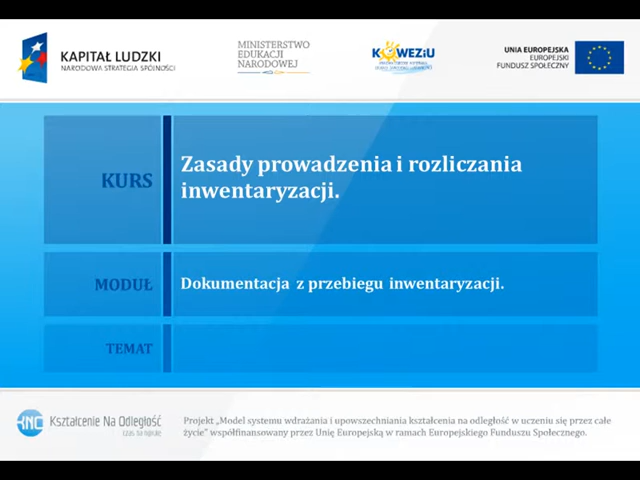 KAPITAŁ LUDZKI
NARODOWA STRATEGIA SPÓJNOŚCI
MINISTERSTWO
EDUKACJI
NARODOWEJ
KOWEZiU
UNIA EUROPEJSKA
EUROPEJSKI
FUNDUSZ SPOŁECZNY
KURS
Zasady prowadzenia i rozliczania
inwentaryzacji.
MODUŁ
Dokumentacja z przebiegu inwentaryzacji.
TEMAT
KNO
Kształcenie Na Odległość
Projekt „Model systemu wdrażania i upowszechniania kształcenia na odległość w uczeniu się przez całe
życie" współfinansowany przez Unię Europejską w ramach Europejskiego Funduszu Społecznego.